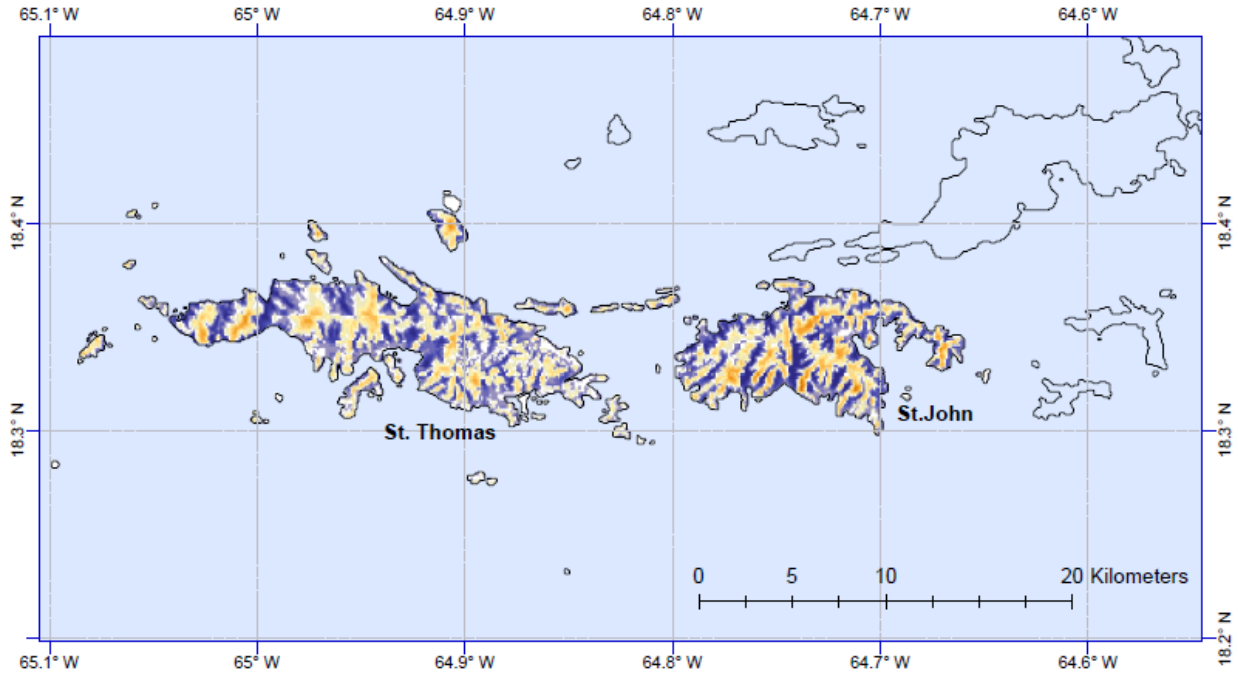 65.1° W 65° W 64.9° W 64.8° W 64.7° W 64.6° W
18.4° N 18.4° N
St. Thomas
St.John
18.3° N 18.3° N
0 5 10 20 Kilometers
18.2° N
65.1° W 65° W 64.9° W 64.8° W 64.7° W 64.6° W